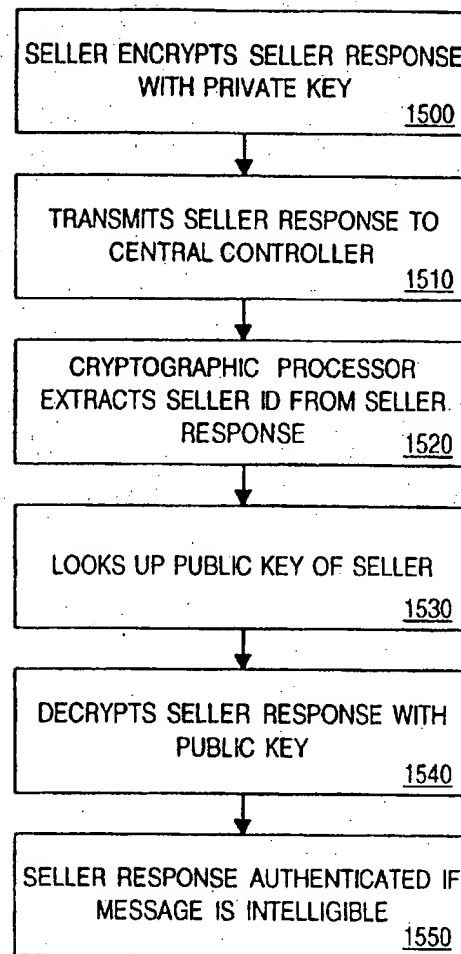 SELLER ENCRYPTS SELLER RESPONSE
WITH PRIVATE KEY
1500
TRANSMITS SELLER RESPONSE TO
CENTRAL CONTROLLER
1510
CRYPTOGRAPHIC PROCESSOR
EXTRACTS SELLER ID FROM SELLER
RESPONSE
1520
LOOKS UP PUBLIC KEY OF SELLER
1530
DECRYPTS SELLER RESPONSE WITH
PUBLIC KEY
1540
SELLER RESPONSE AUTHENTICATED IF
MESSAGE IS INTELLIGIBLE
1550